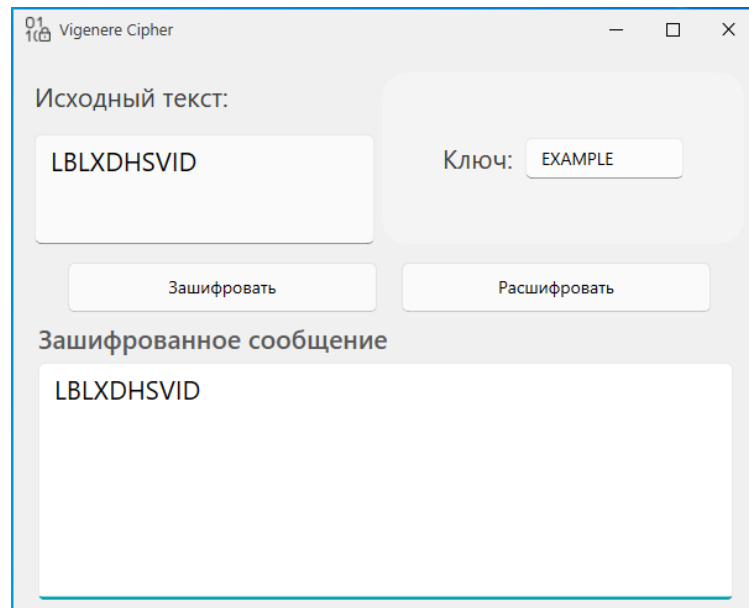 Vigenere Cipher
Исходный текст:
LBLXDHSVID
Ключ: EXAMPLE
Зашифровать
Расшифровать
Зашифрованное сообщение
LBLXDHSVID